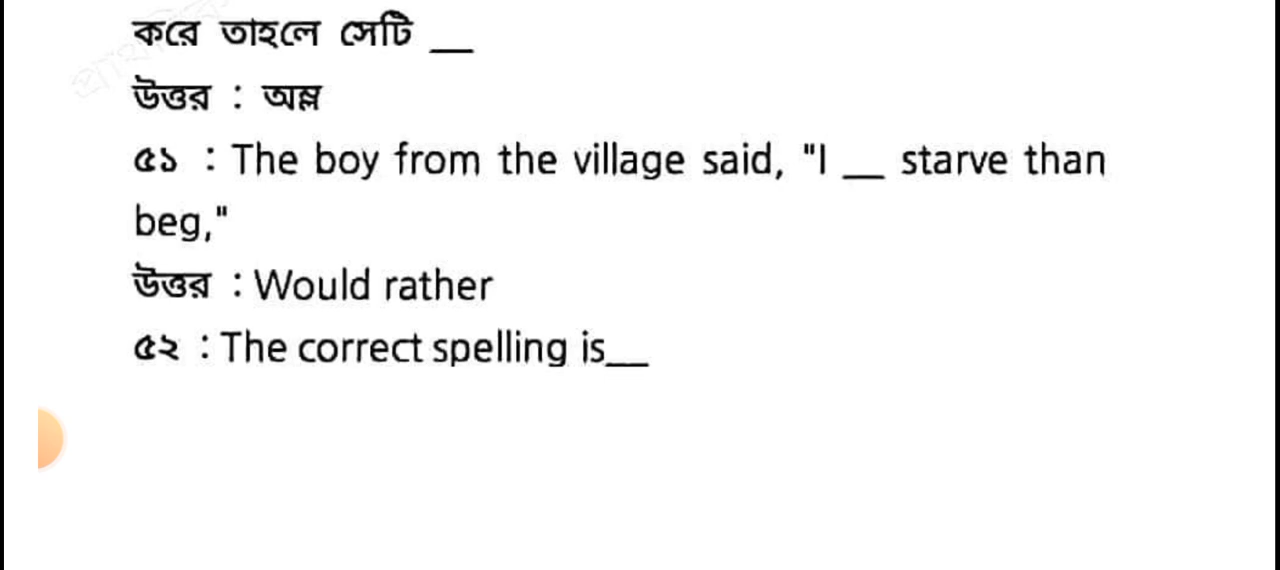 করে তাহলে সেটি __
উত্তর : অম্ল
৫১ : The boy from the village said, "I __ starve than
beg,"
উত্তর : Would rather
৫২ : The correct spelling is__